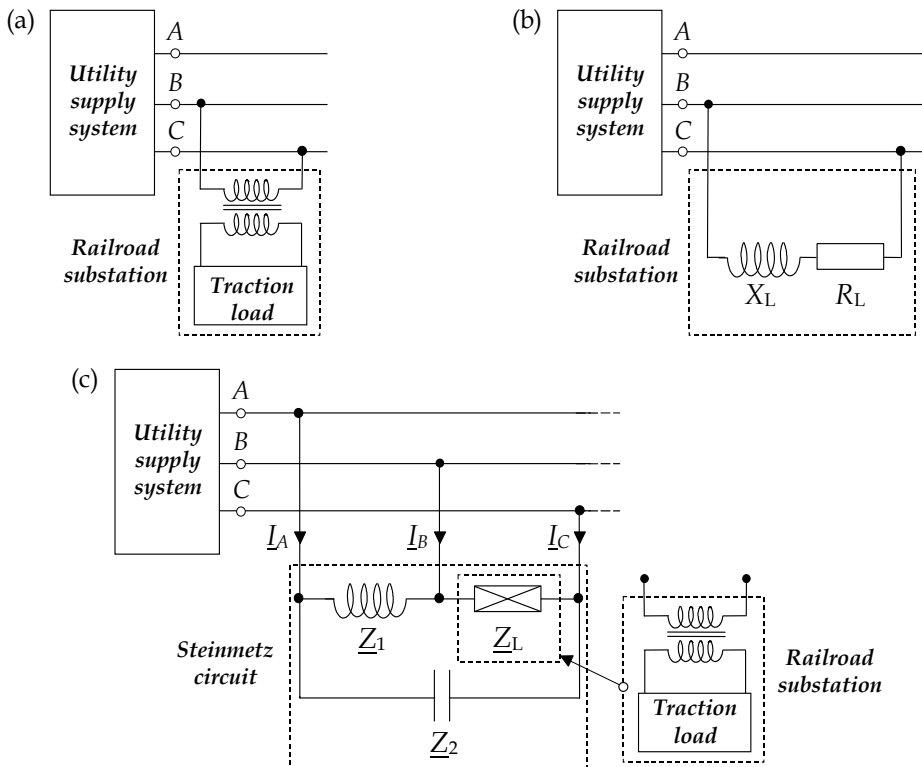 (a)
A
B
C
Utility
supply
system
Railroad
substation
Traction
load
(b)
A
B
C
Utility
supply
system
Railroad
substation
XL
RL
(c)
A
B
C
Utility
supply
system
IA
IB
IC
Steinmetz
circuit
Z1
ZL
Z2
Railroad
substation
Traction
load